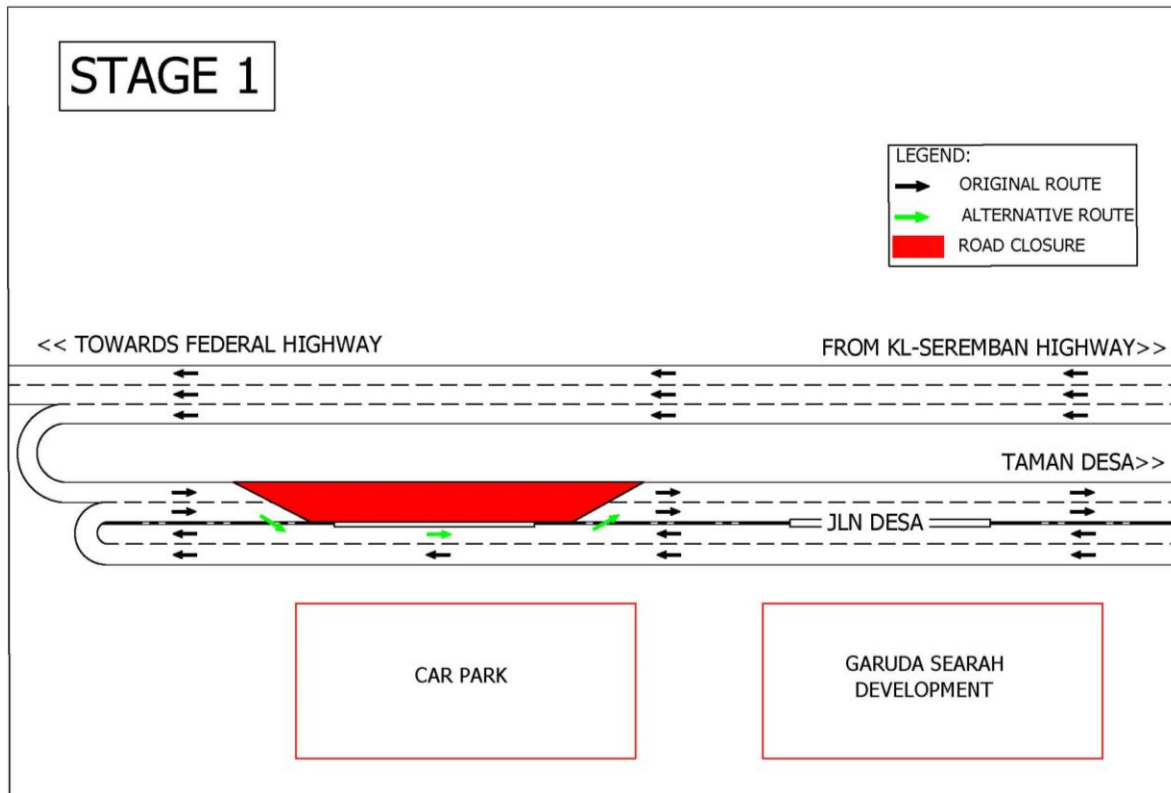 STAGE 1
LEGEND:
ORIGINAL ROUTE
ALTERNATIVE ROUTE
ROAD CLOSURE
<< TOWARDS FEDERAL HIGHWAY
FROM KL-SEREMBAN HIGHWAY>>
TAMAN DESA>>
JLN DESA
CAR PARK
GARUDA SEARAH
DEVELOPMENT